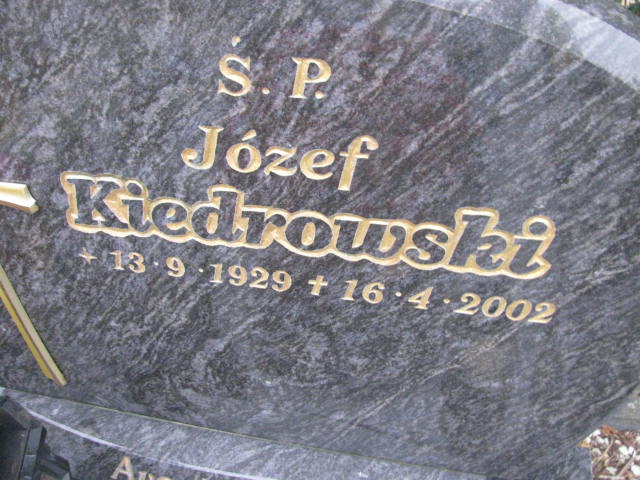 Ś. P.
Józef
Kiedrowski
* 13·9·1929 ✝ 16·4·2002